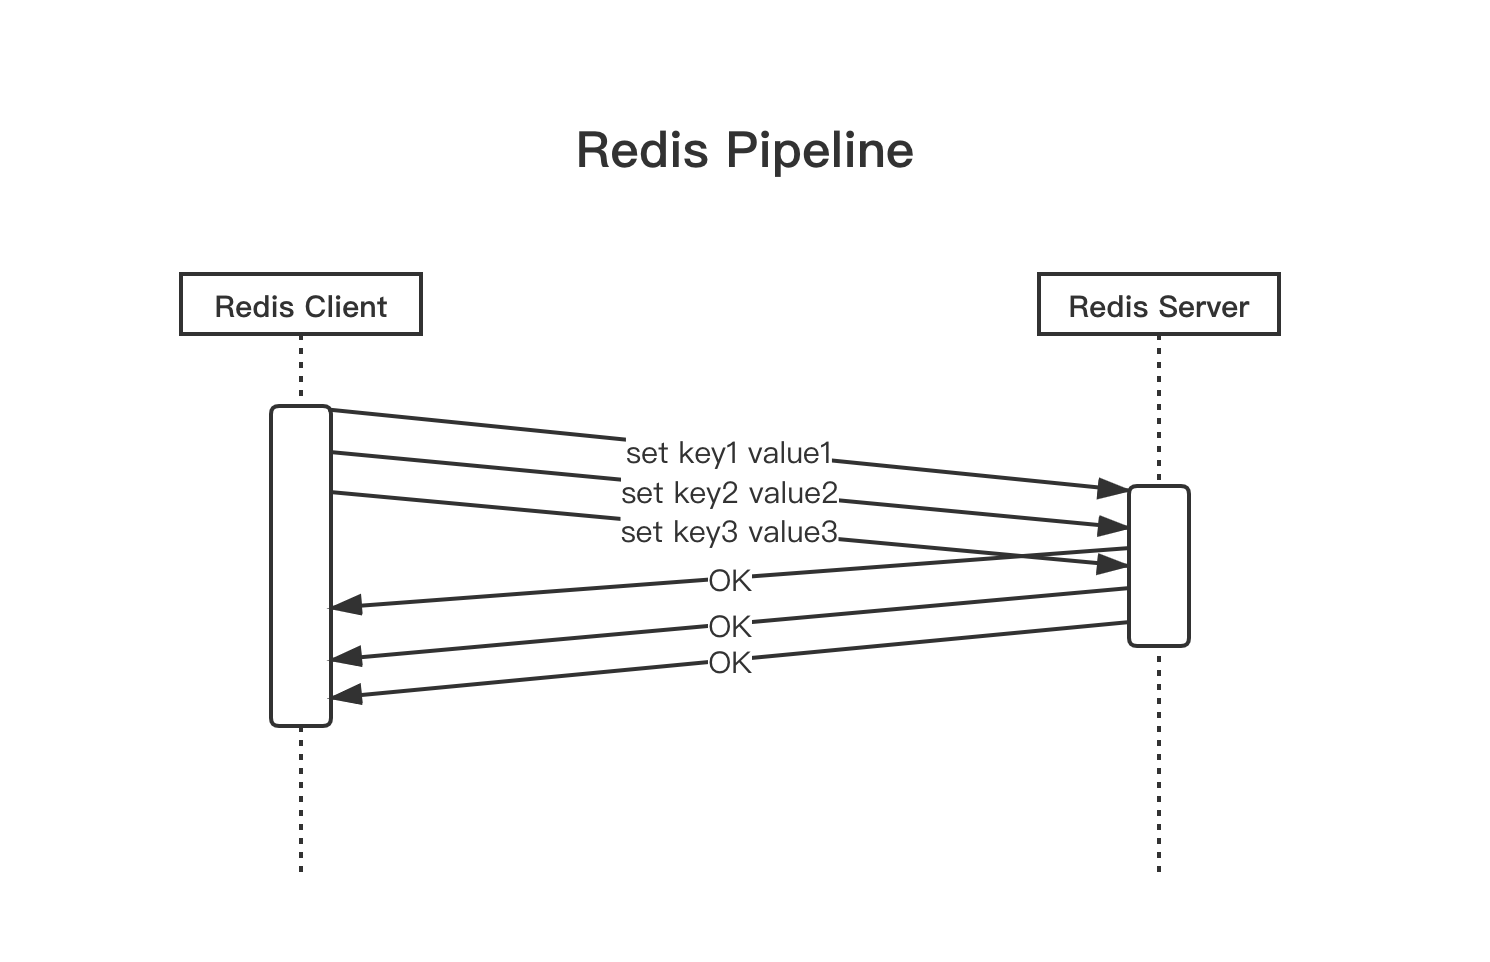 Redis Pipeline
Redis Client
Redis Server
set key1 value1
set key2 value2
set key3 value3
OK
OK
OK